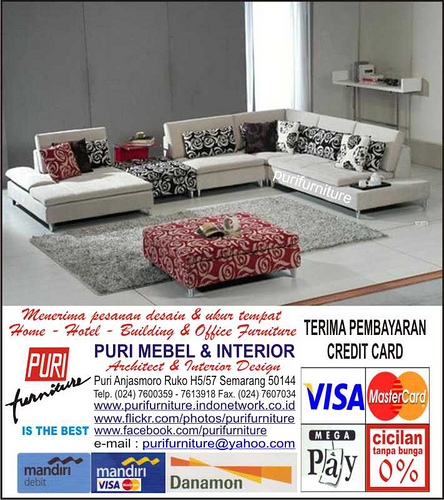 purifurniture
purifurniture
Menerima pesanan desain & ukur tempat
Home - Hotel - Building & Office Furniture
TERIMA PEMBAYARAN
CREDIT CARD
PURI
furniture
IS THE BEST
PURI MEBEL & INTERIOR
Architect & Interior Design
Puri Anjasmoro Ruko H5/57 Semarang 50144
Telp. (024) 7600359 - 7613918 Fax. (024) 7607034
www.purifurniture.indonetwork.co.id
www.flickr.com/photos/purifurniture
www.facebook.com/purifurniture
e-mail : purifurniture@yahoo.com
VISA
MasterCard
MEGA
Pay
cicilan
tanpa bunga
0%
mandiri
debit
mandiri
VISA
Danamon